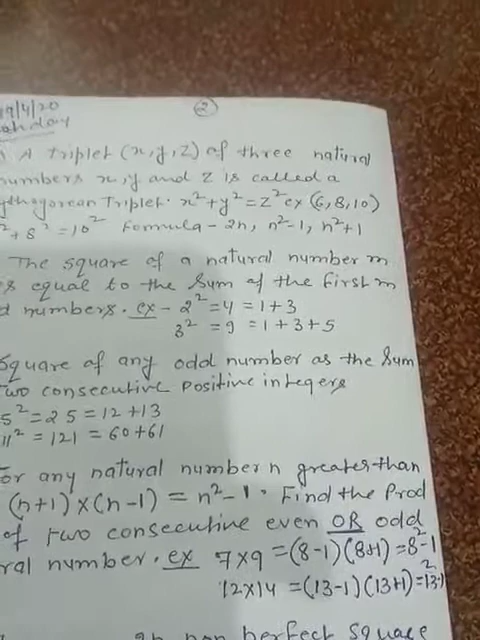 9/4/20
②
A triplet (x,y,z) of three natural
numbers x,y and z is called a
ythagorean Triplet. x²+y²=z² ex (6,8,10)
²+8²=10² Formula - 2n, n²-1, n²+1
The square of a natural number m
is equal to the sum of the first m
d numbers. ex - 2²=4 = 1+3
3² = 9 = 1+3+5
Square of any odd number as the sum
two consecutive positive integers
5²=25=12+13
11² = 121 = 60+61
For any natural number n greater than
(n+1)×(n-1) = n²-1. Find the Prod
of two consecutive even OR odd
ral number. ex 7×9 =(8-1)(8+1)=8²-1
12×14 =(13-1)(13+1)=13²-1
non perfect square